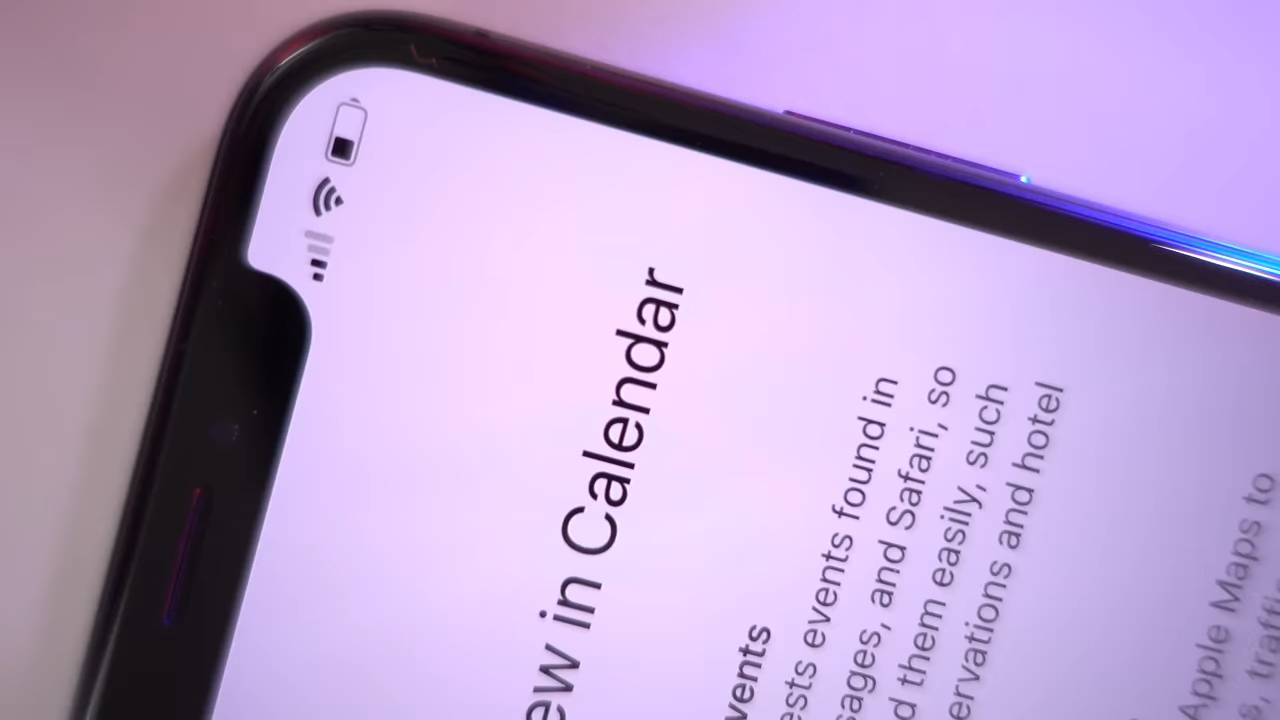 ew in Calendar
vents
ests events found in
sages, and Safari, so
d them easily, such
ervations and hotel
Apple Maps to
s, traffi